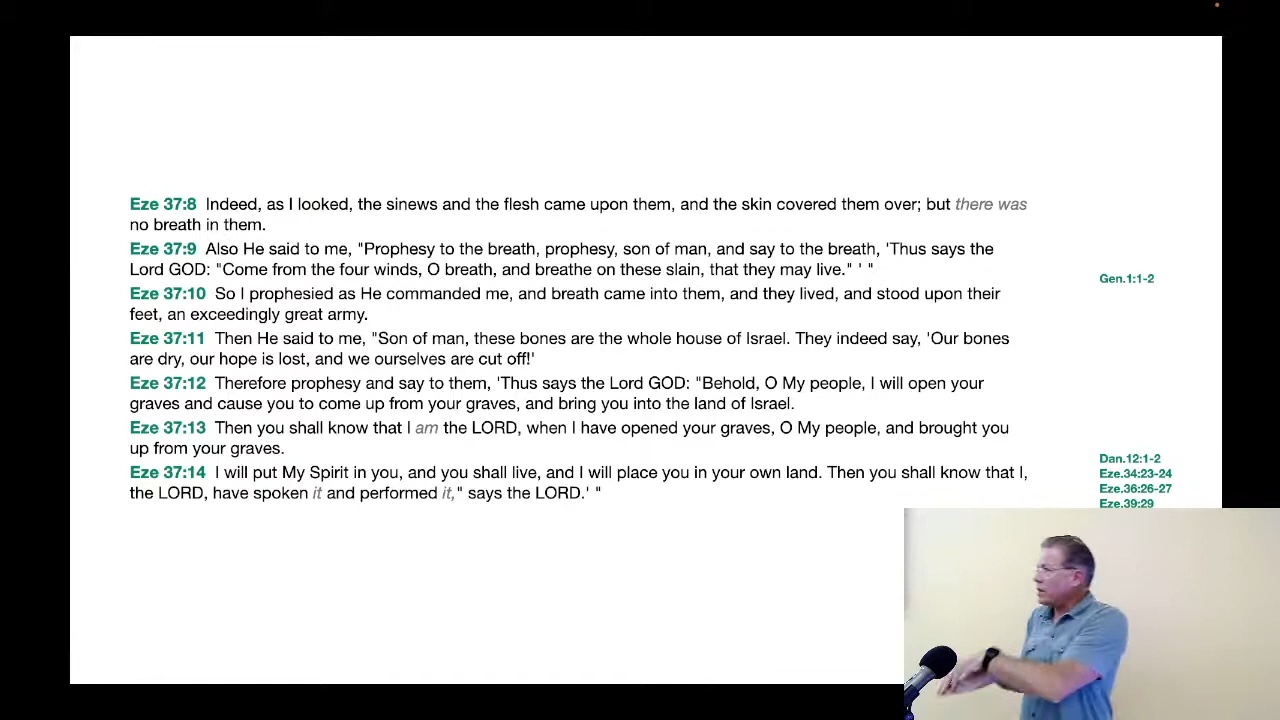 Eze 37:8 Indeed, as I looked, the sinews and the flesh came upon them, and the skin covered them over; but there was
no breath in them.
Eze 37:9 Also He said to me, "Prophesy to the breath, prophesy, son of man, and say to the breath, 'Thus says the
Lord GOD: "Come from the four winds, O breath, and breathe on these slain, that they may live." ' "
Gen.1:1-2
Eze 37:10 So I prophesied as He commanded me, and breath came into them, and they lived, and stood upon their
feet, an exceedingly great army.
Eze 37:11 Then He said to me, "Son of man, these bones are the whole house of Israel. They indeed say, 'Our bones
are dry, our hope is lost, and we ourselves are cut off!'
Eze 37:12 Therefore prophesy and say to them, 'Thus says the Lord GOD: "Behold, O My people, I will open your
graves and cause you to come up from your graves, and bring you into the land of Israel.
Eze 37:13 Then you shall know that I am the LORD, when I have opened your graves, O My people, and brought you
up from your graves.
Eze 37:14 I will put My Spirit in you, and you shall live, and I will place you in your own land. Then you shall know that I,
the LORD, have spoken it and performed it," says the LORD.' "
Dan.12:1-2
Eze.34:23-24
Eze.36:26-27
Eze.39:29